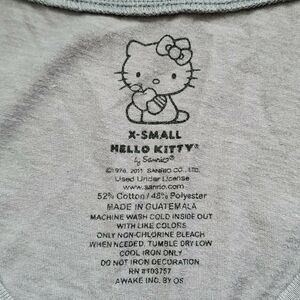 X-SMALL
HELLO KITTY®
by Sanrio®
©1976, 2011 SANRIO CO., LTD.
Used Under License
www.sanrio.com
52% Cotton / 48% Polyester
MADE IN GUATEMALA
MACHINE WASH COLD INSIDE OUT
WITH LIKE COLORS
ONLY NON-CHLORINE BLEACH
WHEN NEEDED, TUMBLE DRY LOW
COOL IRON ONLY
DO NOT IRON DECORATION
RN #103757
AWAKE INC. BY OS